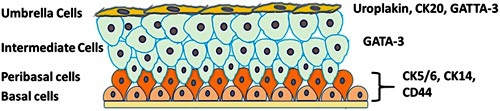 Umbrella Cells
Uroplakin, CK20, GATTA-3
Intermediate Cells
GATA-3
Peribasal cells
Basal cells
CK5/6, CK14,
CD44